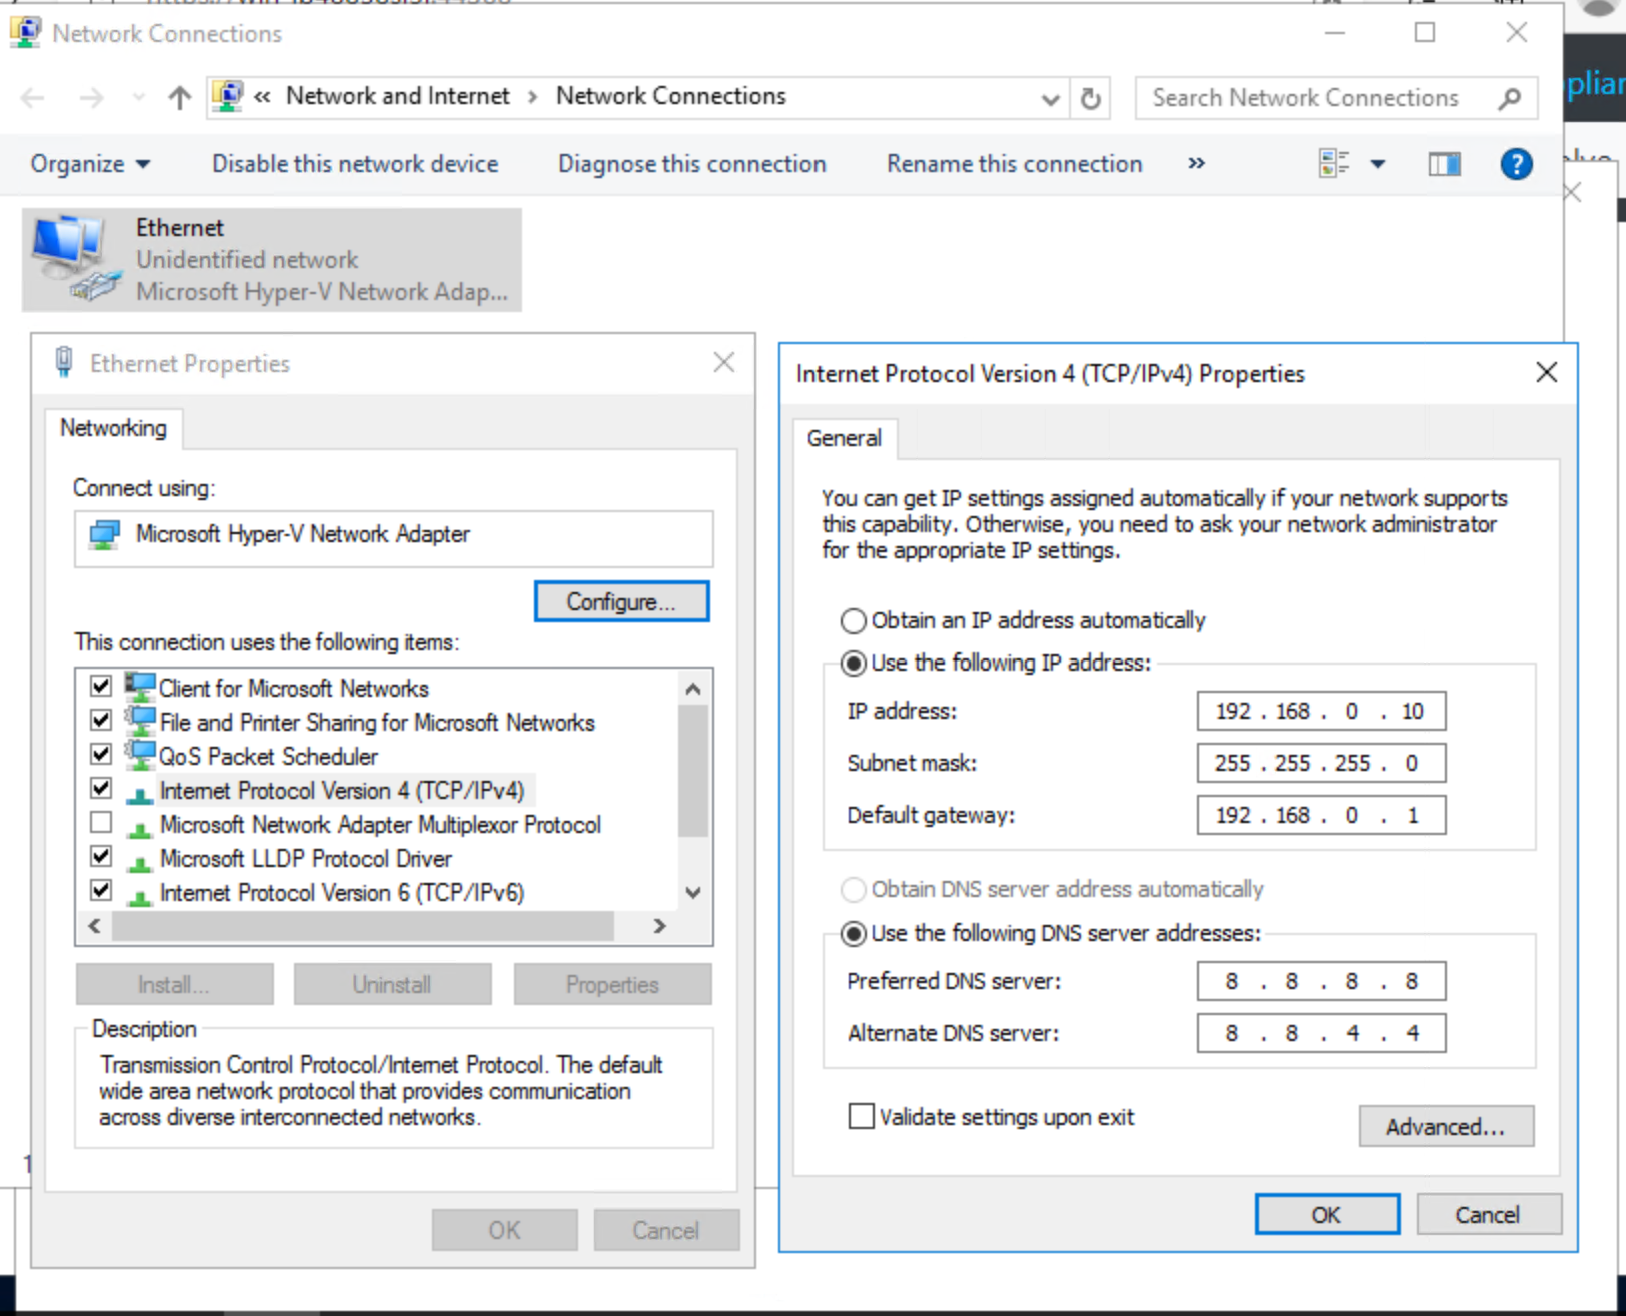 Network Connections
« Network and Internet › Network Connections
Search Network Connections
Organize
Disable this network device
Diagnose this connection
Rename this connection
»
Ethernet
Unidentified network
Microsoft Hyper-V Network Adap...
Ethernet Properties
Networking
Connect using:
Microsoft Hyper-V Network Adapter
Configure...
This connection uses the following items:
Client for Microsoft Networks
File and Printer Sharing for Microsoft Networks
QoS Packet Scheduler
Internet Protocol Version 4 (TCP/IPv4)
Microsoft Network Adapter Multiplexor Protocol
Microsoft LLDP Protocol Driver
Internet Protocol Version 6 (TCP/IPv6)
Install...
Uninstall
Properties
Description
Transmission Control Protocol/Internet Protocol. The default
wide area network protocol that provides communication
across diverse interconnected networks.
OK
Cancel
Internet Protocol Version 4 (TCP/IPv4) Properties
General
You can get IP settings assigned automatically if your network supports
this capability. Otherwise, you need to ask your network administrator
for the appropriate IP settings.
Obtain an IP address automatically
Use the following IP address:
IP address: 192 . 168 . 0 . 10
Subnet mask: 255 . 255 . 255 . 0
Default gateway: 192 . 168 . 0 . 1
Obtain DNS server address automatically
Use the following DNS server addresses:
Preferred DNS server: 8 . 8 . 8 . 8
Alternate DNS server: 8 . 8 . 4 . 4
Validate settings upon exit
Advanced...
OK
Cancel